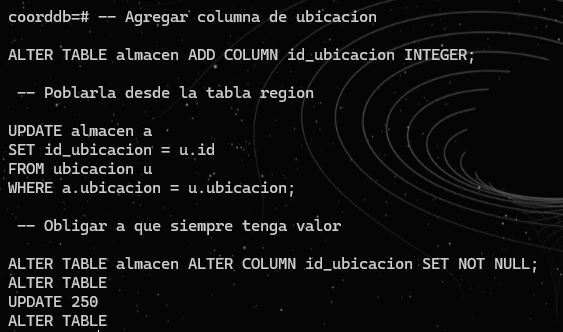 coorddb=# -- Agregar columna de ubicacion
ALTER TABLE almacen ADD COLUMN id_ubicacion INTEGER;
-- Poblarla desde la tabla region
UPDATE almacen a
SET id_ubicacion = u.id
FROM ubicacion u
WHERE a.ubicacion = u.ubicacion;
-- Obligar a que siempre tenga valor
ALTER TABLE almacen ALTER COLUMN id_ubicacion SET NOT NULL;
ALTER TABLE
UPDATE 250
ALTER TABLE